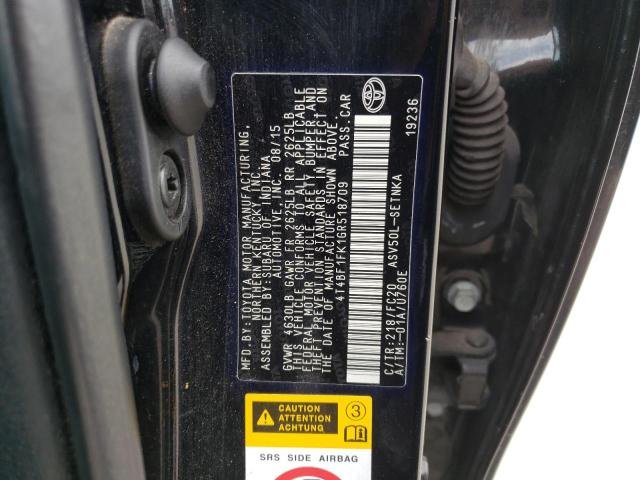 MFD. BY: TOYOTA MOTOR MANUFACTURING,
NORTHERN KENTUCKY, INC.
ASSEMBLED BY: SUBARU OF INDIANA
AUTOMOTIVE, INC. 08/15
GVWR 4630LB GAWR FR 2625LB RR 2625LB
THIS VEHICLE CONFORMS TO ALL APPLICABLE
FEDERAL MOTOR VEHICLE SAFETY, BUMPER, AND
THEFT PREVENTION STANDARDS IN EFFECT ON
THE DATE OF MANUFACTURE SHOWN ABOVE.
4T4BF1FK1GR518709 PASS.CAR
C/TR:218/FC20 ASV50L-SETNKA
A/TM:-01A/U760E 19236
CAUTION
ATTENTION
ACHTUNG
3
SRS SIDE AIRBAG